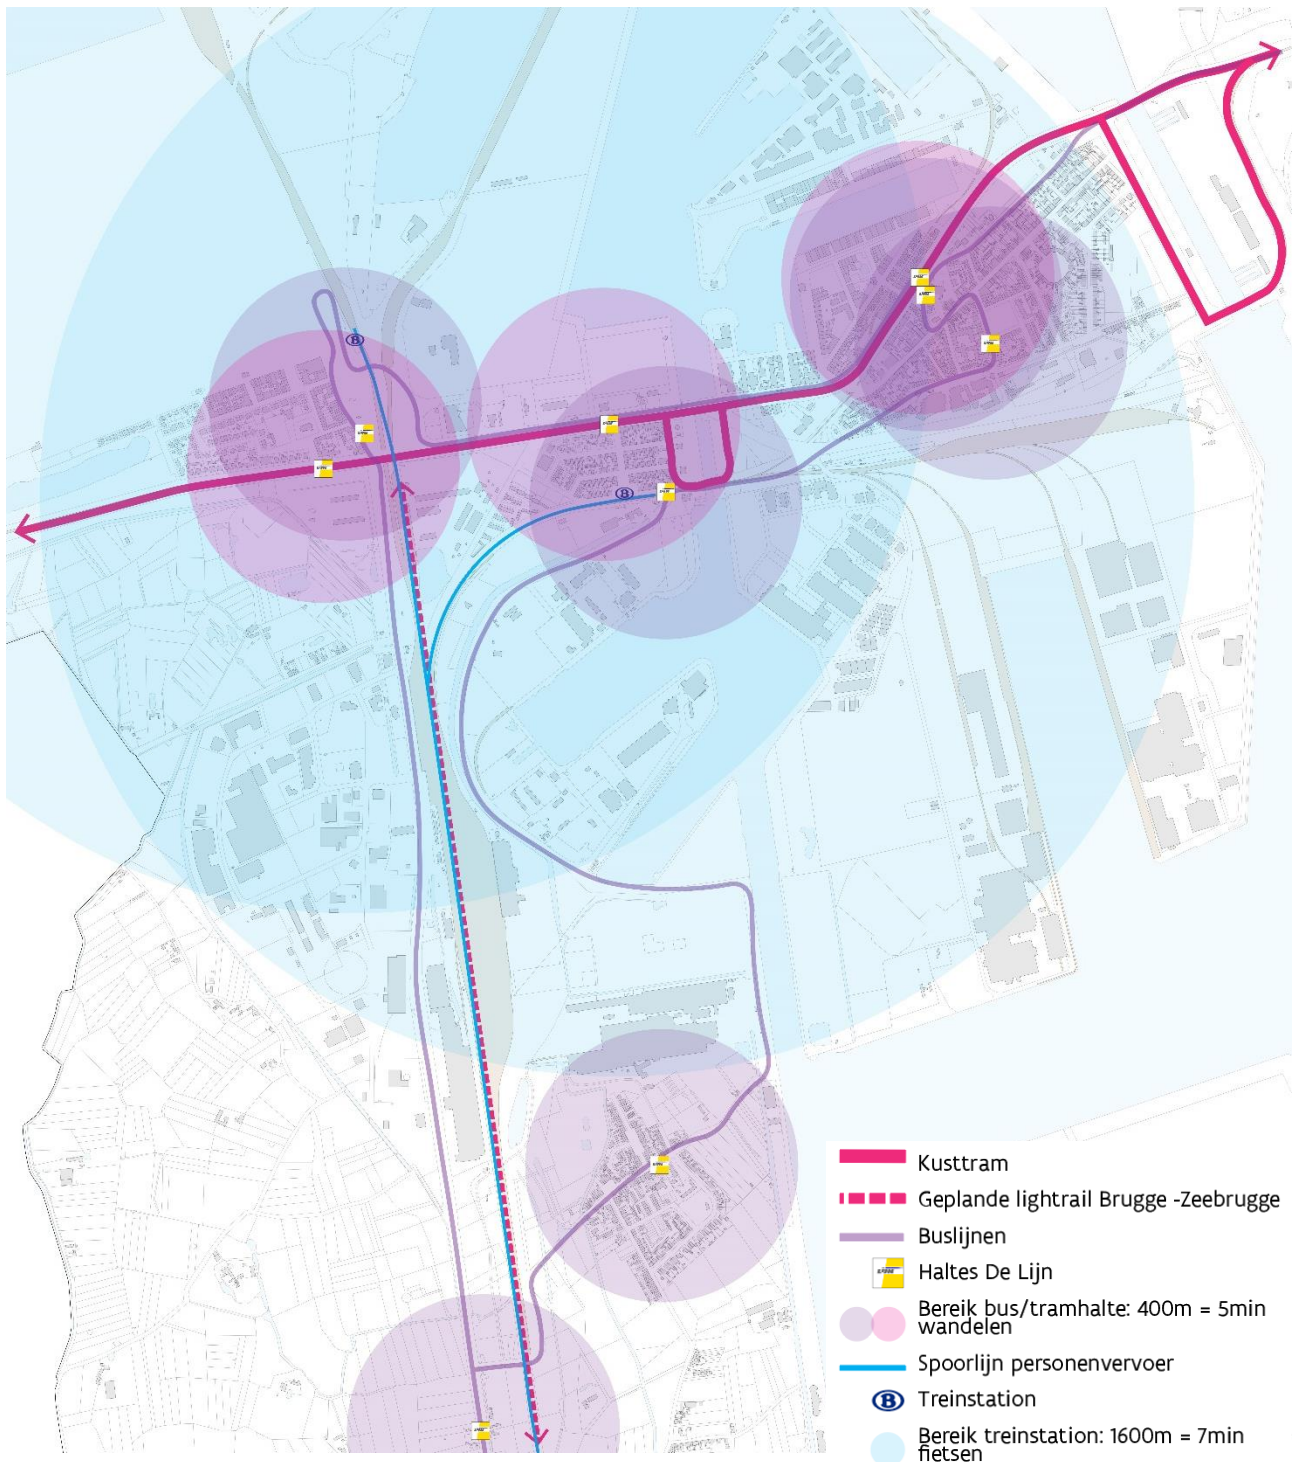 B
B
Kusttram
Geplande lightrail Brugge -Zeebrugge
Buslijnen
Haltes De Lijn
Bereik bus/tramhalte: 400m = 5min
wandelen
Spoorlijn personenvervoer
B Treinstation
Bereik treinstation: 1600m = 7min
fietsen